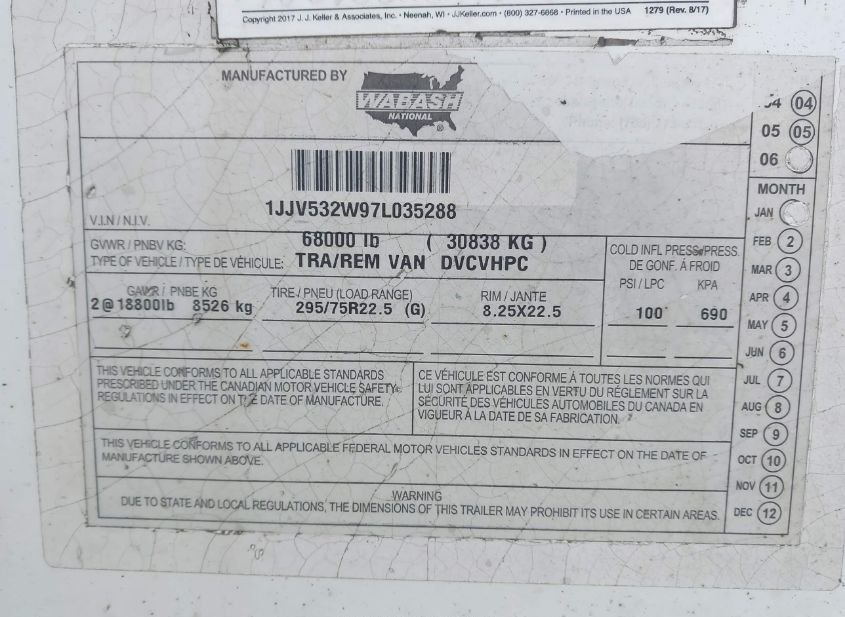 Copyright 2017 J. J. Keller & Associates, Inc. • Neenah, WI • JJKeller.com • (800) 327-6868 • Printed in the USA 1279 (Rev. 8/17)
MANUFACTURED BY
WABASH
NATIONAL
®
04
05 05
06
1JJV532W97L035288
V.I.N / N.I.V.
GVWR / PNBV KG: 68000 lb ( 30838 KG )
TYPE OF VEHICLE / TYPE DE VÉHICULE: TRA/REM VAN DVCVHPC
COLD INFL PRESS/PRESS.
DE GONF. À FROID
PSI / LPC KPA
100 690
GAWR / PNBE KG TIRE / PNEU (LOAD RANGE) RIM / JANTE
2@18800lb 8526 kg 295/75R22.5 (G) 8.25X22.5
THIS VEHICLE CONFORMS TO ALL APPLICABLE STANDARDS
PRESCRIBED UNDER THE CANADIAN MOTOR VEHICLE SAFETY
REGULATIONS IN EFFECT ON THE DATE OF MANUFACTURE.
CE VÉHICULE EST CONFORME À TOUTES LES NORMES QUI
LUI SONT APPLICABLES EN VERTU DU RÈGLEMENT SUR LA
SÉCURITÉ DES VÉHICULES AUTOMOBILES DU CANADA EN
VIGUEUR À LA DATE DE SA FABRICATION.
THIS VEHICLE CONFORMS TO ALL APPLICABLE FEDERAL MOTOR VEHICLES STANDARDS IN EFFECT ON THE DATE OF
MANUFACTURE SHOWN ABOVE.
WARNING
DUE TO STATE AND LOCAL REGULATIONS, THE DIMENSIONS OF THIS TRAILER MAY PROHIBIT ITS USE IN CERTAIN AREAS.
MONTH
JAN
FEB 2
MAR 3
APR 4
MAY 5
JUN 6
JUL 7
AUG 8
SEP 9
OCT 10
NOV 11
DEC 12